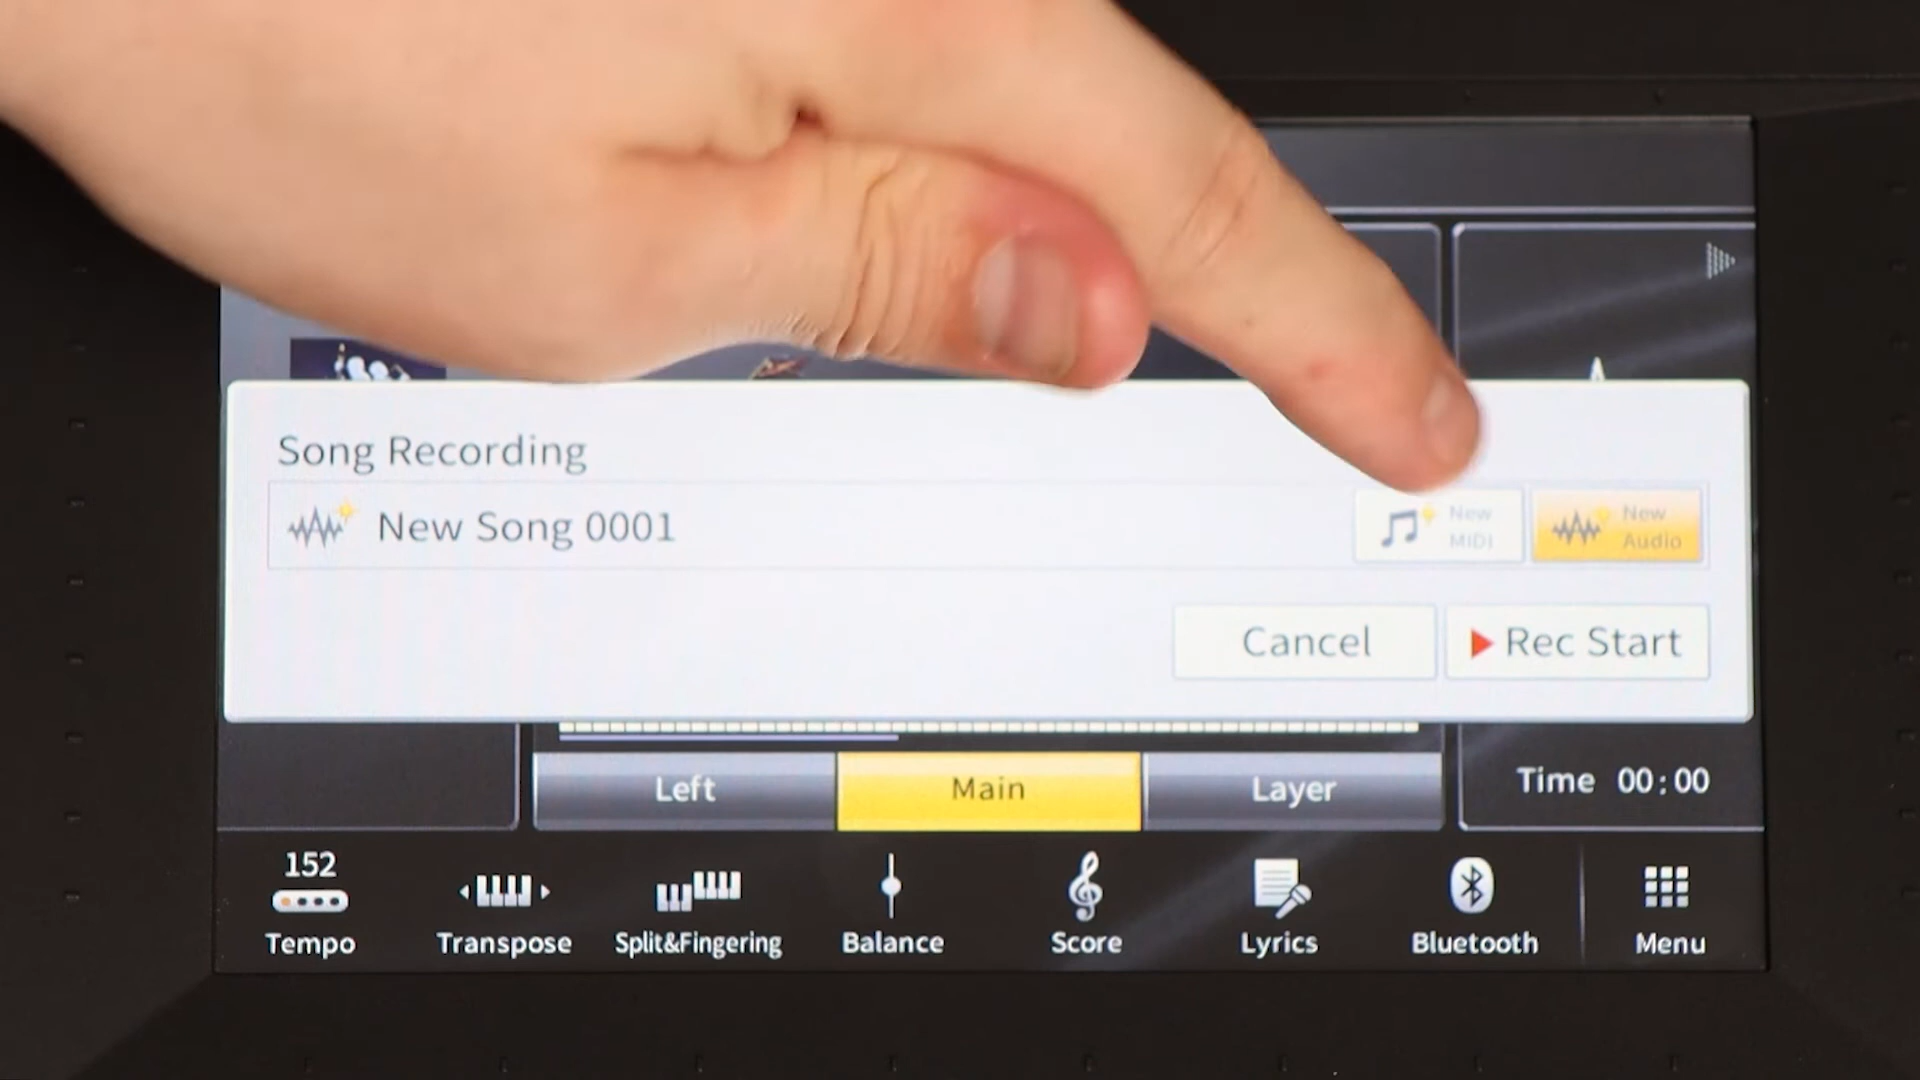 Song Recording
New Song 0001
New
MIDI
New
Audio
Cancel
Rec Start
Left
Main
Layer
Time 00:00
152
Tempo
Transpose
Split&Fingering
Balance
Score
Lyrics
Bluetooth
Menu